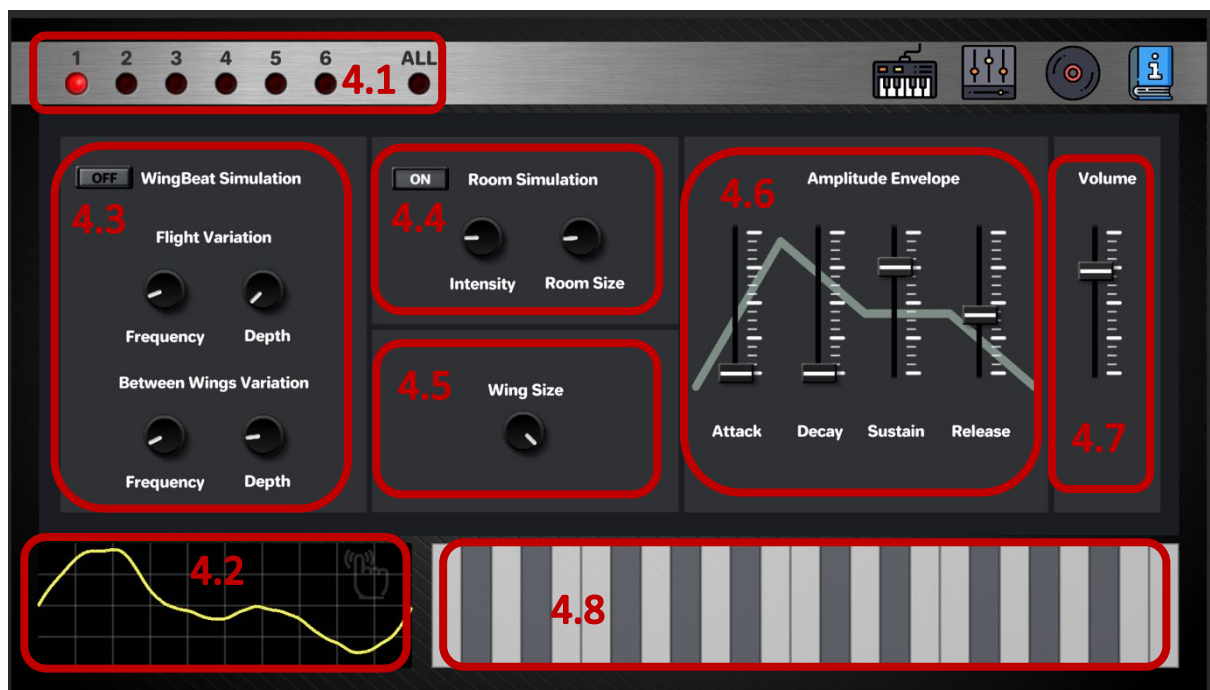 1 2 3 4 5 6 ALL
4.1
i
OFF WingBeat Simulation
4.3
Flight Variation
Frequency Depth
Between Wings Variation
Frequency Depth
ON Room Simulation
4.4
Intensity Room Size
4.5
Wing Size
Amplitude Envelope
4.6
Attack Decay Sustain Release
Volume
4.7
4.2
4.8